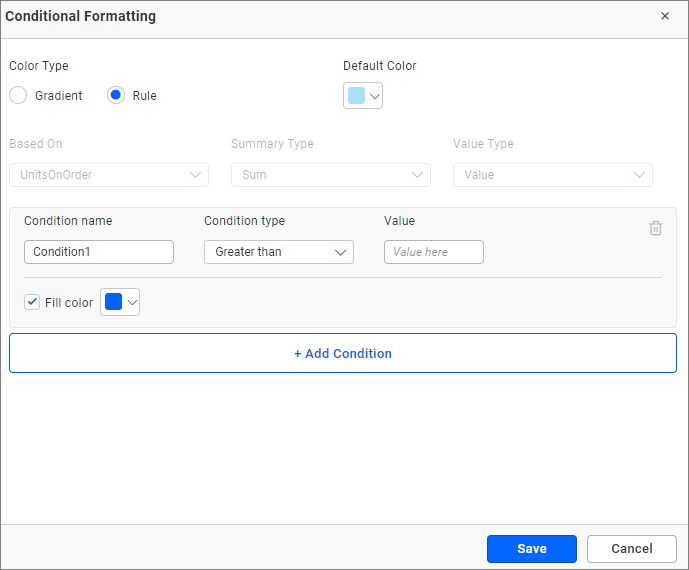 Conditional Formatting
Color Type Default Color
Gradient Rule
Based On Summary Type Value Type
UnitsOnOrder Sum Value
Condition name Condition type Value
Condition1 Greater than Value here
Fill color
+ Add Condition
Save Cancel